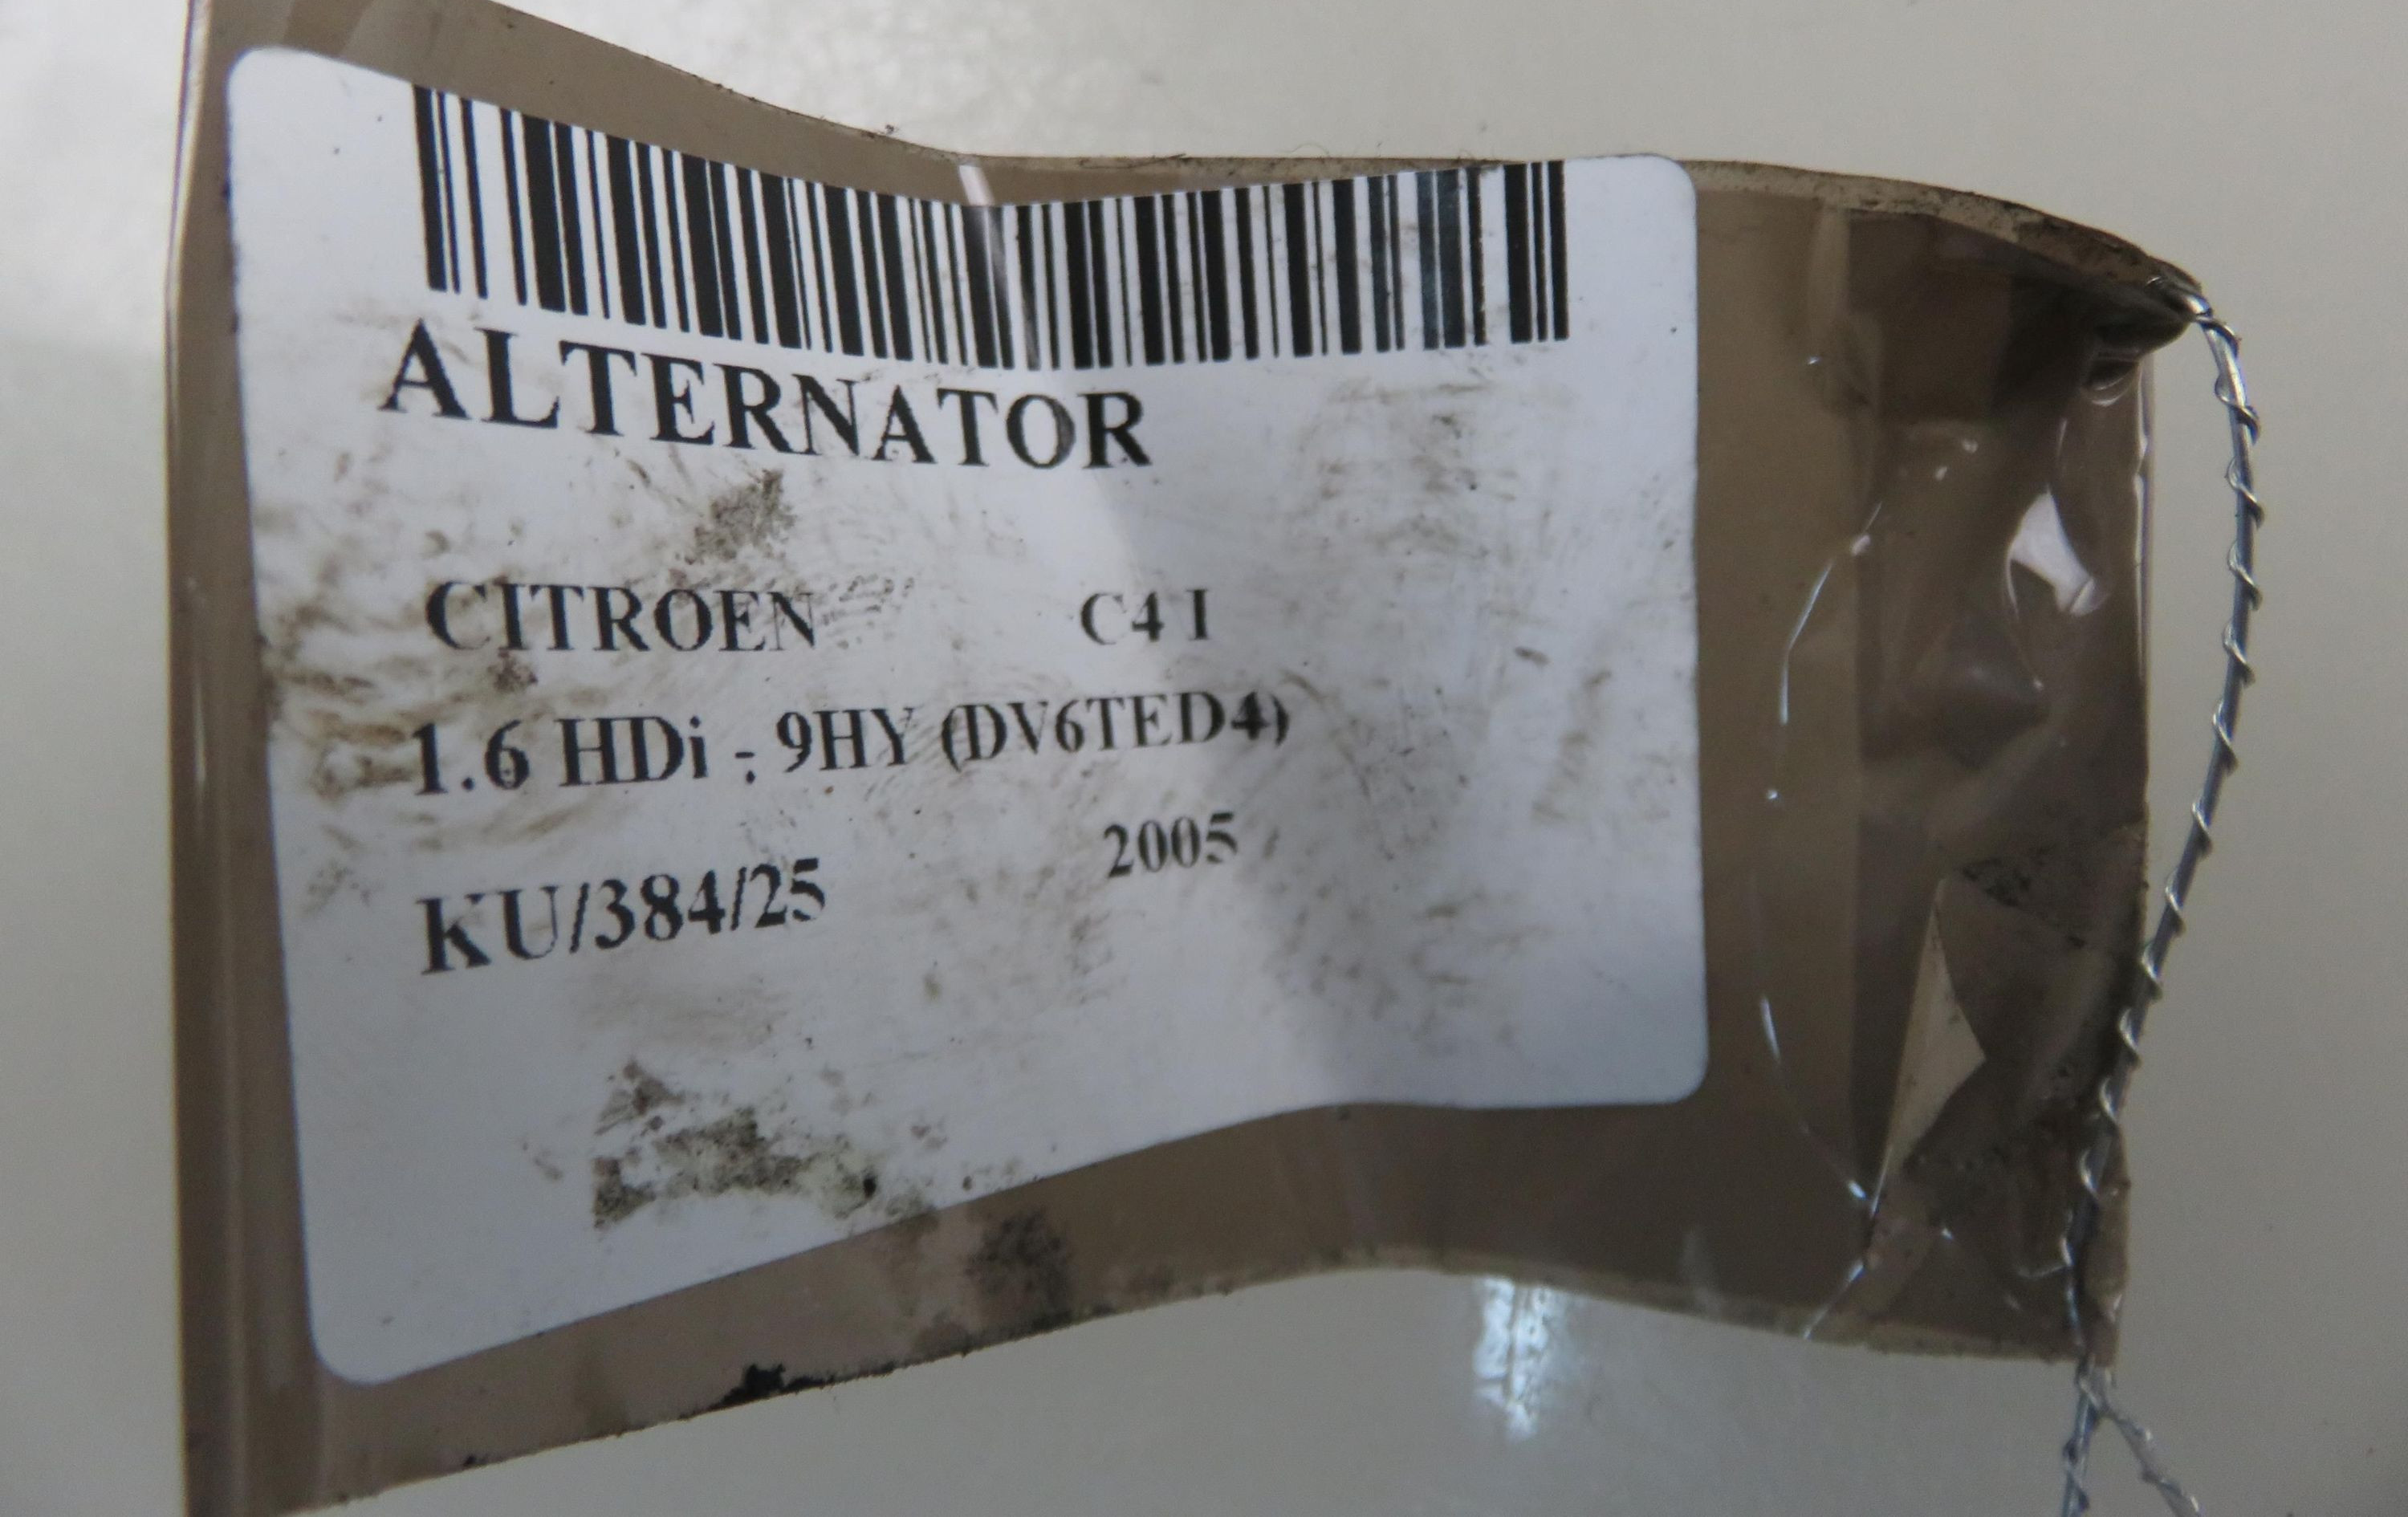 ALTERNATOR
CITROEN C4 I
1.6 HDi - 9HY (DV6TED4)
2005
KU/384/25